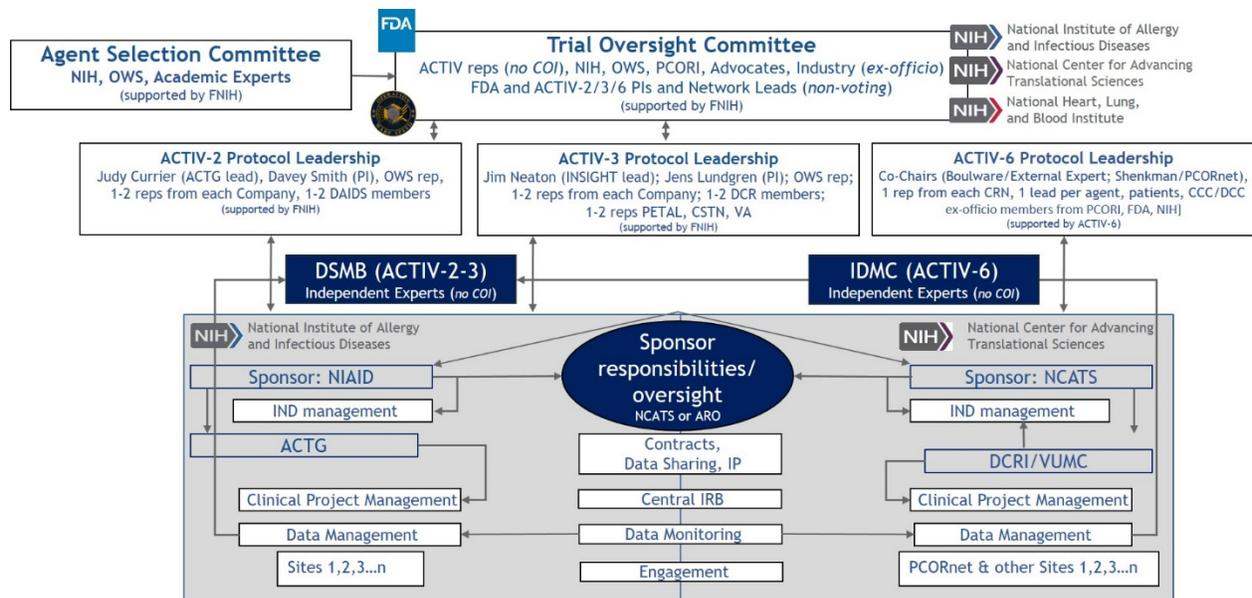 FDA
Agent Selection Committee
NIH, OWS, Academic Experts
(supported by FNIH)
Trial Oversight Committee
ACTIV reps (no COI), NIH, OWS, PCORI, Advocates, Industry (ex-officio)
FDA and ACTIV-2/3/6 PIs and Network Leads (non-voting)
(supported by FNIH)
NIH
National Institute of Allergy
and Infectious Diseases
NIH
National Center for Advancing
Translational Sciences
NIH
National Heart, Lung,
and Blood Institute
ACTIV-2 Protocol Leadership
Judy Currier (ACTG lead), Davey Smith (PI), OWS rep,
1-2 reps from each Company, 1-2 DAIDS members
(supported by FNIH)
ACTIV-3 Protocol Leadership
Jim Neaton (INSIGHT lead); Jens Lundgren (PI); OWS rep;
1-2 reps from each Company; 1-2 DCR members;
1-2 reps PETAL, CSTN, VA
(supported by FNIH)
ACTIV-6 Protocol Leadership
Co-Chairs (Boulware/External Expert; Shenkman/PCORnet),
1 rep from each CRN, 1 lead per agent, patients, CCC/DCC
ex-officio members from PCORI, FDA, NIH]
(supported by ACTIV-6)
DSMB (ACTIV-2-3)
Independent Experts (no COI)
IDMC (ACTIV-6)
Independent Experts (no COI)
NIH
National Institute of Allergy
and Infectious Diseases
Sponsor: NIAID
IND management
ACTG
Clinical Project Management
Data Management
Sites 1,2,3...n
Sponsor
responsibilities/
oversight
NCATS or ARO
Contracts,
Data Sharing, IP
Central IRB
Data Monitoring
Engagement
NIH
National Center for Advancing
Translational Sciences
Sponsor: NCATS
IND management
DCRI/VUMC
Clinical Project Management
Data Management
PCORnet & other Sites 1,2,3...n